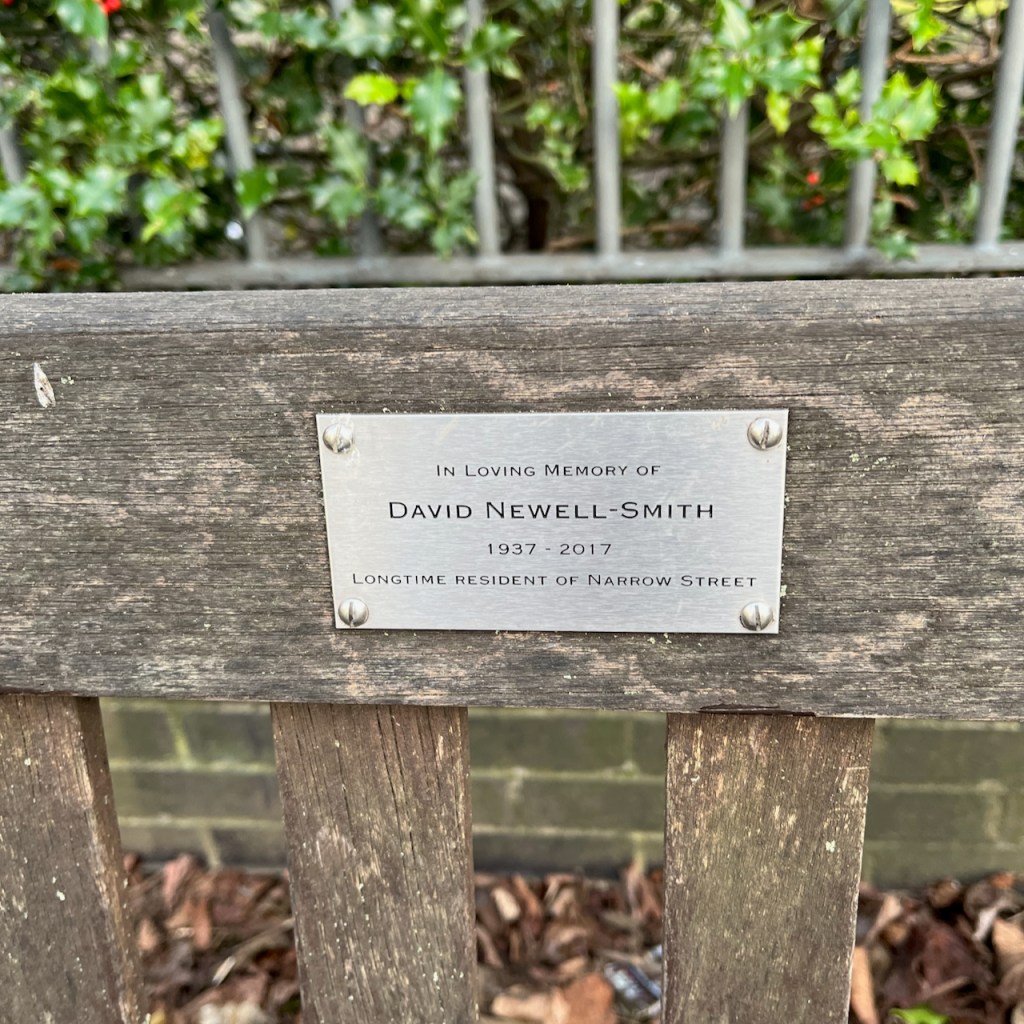 In Loving Memory of
David Newell-Smith
1937 - 2017
Longtime resident of Narrow Street